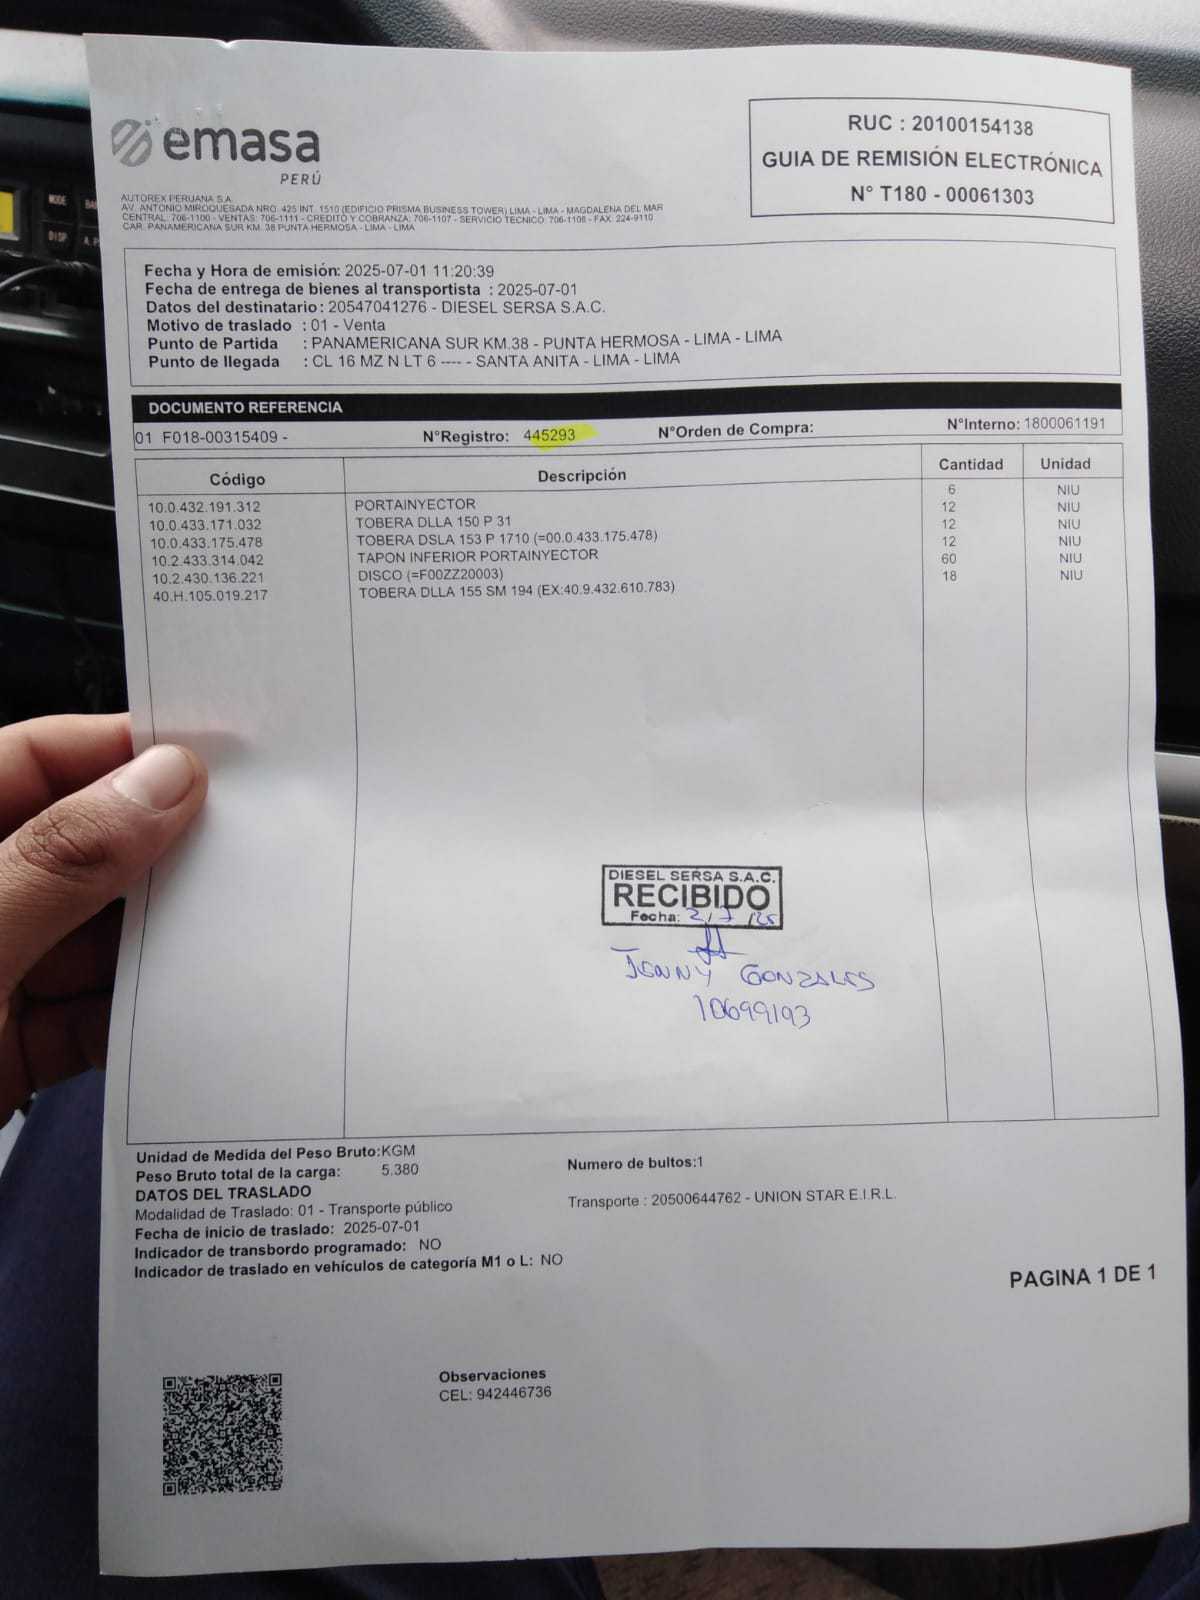 emasa
PERÚ
RUC : 20100154138
GUIA DE REMISIÓN ELECTRÓNICA
N° T180 - 00061303
AUTOREX PERUANA S.A.
AV. ANTONIO MIROQUESADA NRO. 425 INT. 1510 (EDIFICIO PRISMA BUSINESS TOWER) LIMA - LIMA - MAGDALENA DEL MAR
CENTRAL: 706-1100 - VENTAS: 706-1111 - CREDITO Y COBRANZA: 706-1107 - SERVICIO TECNICO: 706-1108 - FAX: 224-9110
CAR. PANAMERICANA SUR KM. 38 PUNTA HERMOSA - LIMA - LIMA
Fecha y Hora de emisión: 2025-07-01 11:20:39
Fecha de entrega de bienes al transportista : 2025-07-01
Datos del destinatario : 20547041276 - DIESEL SERSA S.A.C.
Motivo de traslado : 01 - Venta
Punto de Partida : PANAMERICANA SUR KM.38 - PUNTA HERMOSA - LIMA - LIMA
Punto de llegada : CL 16 MZ N LT 6 ---- - SANTA ANITA - LIMA - LIMA
DOCUMENTO REFERENCIA
01 F018-00315409 - N°Registro: 445293 N°Orden de Compra: N°Interno: 1800061191
Código Descripción Cantidad Unidad
10.0.432.191.312 PORTAINYECTOR 6 NIU
10.0.433.171.032 TOBERA DLLA 150 P 31 12 NIU
10.0.433.175.478 TOBERA DSLA 153 P 1710 (=00.0.433.175.478) 12 NIU
10.2.433.314.042 TAPON INFERIOR PORTAINYECTOR 12 NIU
10.2.430.136.221 DISCO (=F00ZZ20003) 60 NIU
40.H.105.019.217 TOBERA DLLA 155 SM 194 (EX:40.9.432.610.783) 18 NIU
DIESEL SERSA S.A.C.
RECIBIDO
Fecha: 2/7/25
JONNY GONZALES
10699193
Unidad de Medida del Peso Bruto:KGM
Peso Bruto total de la carga: 5.380
Numero de bultos:1
DATOS DEL TRASLADO
Modalidad de Traslado: 01 - Transporte público
Transporte : 20500644762 - UNION STAR E.I.R.L.
Fecha de inicio de traslado: 2025-07-01
Indicador de transbordo programado: NO
Indicador de traslado en vehículos de categoría M1 o L: NO
PAGINA 1 DE 1
Observaciones
CEL: 942446736
MODE
DISP